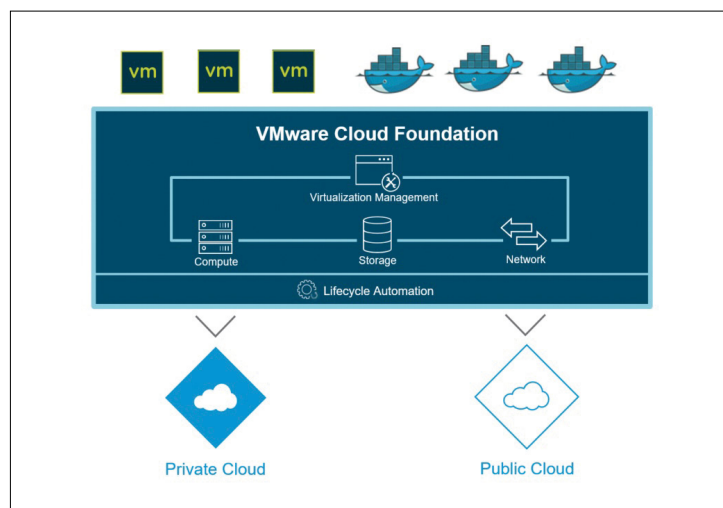 vm vm vm
VMware Cloud Foundation
Virtualization Management
Compute Storage Network
Lifecycle Automation
Private Cloud Public Cloud